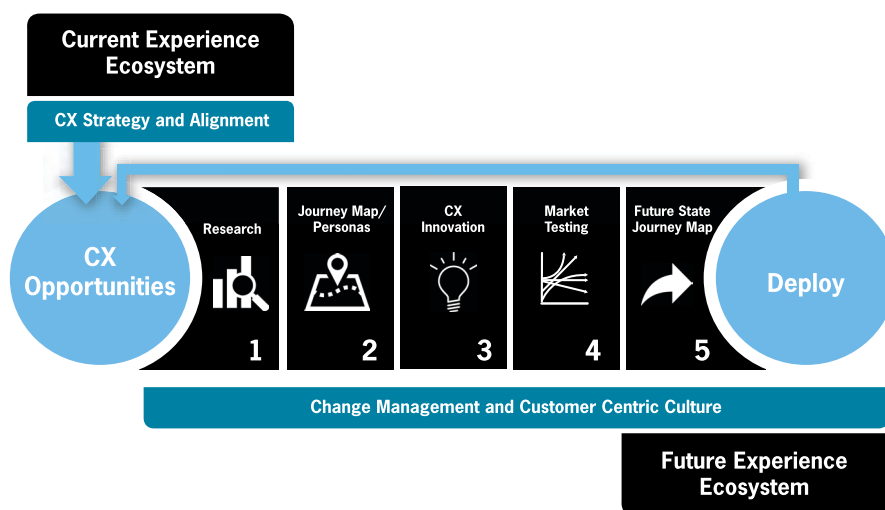 Current Experience
Ecosystem
CX Strategy and Alignment
CX
Opportunities
Research
1
Journey Map/
Personas
2
CX
Innovation
3
Market
Testing
4
Future State
Journey Map
5
Deploy
Change Management and Customer Centric Culture
Future Experience
Ecosystem